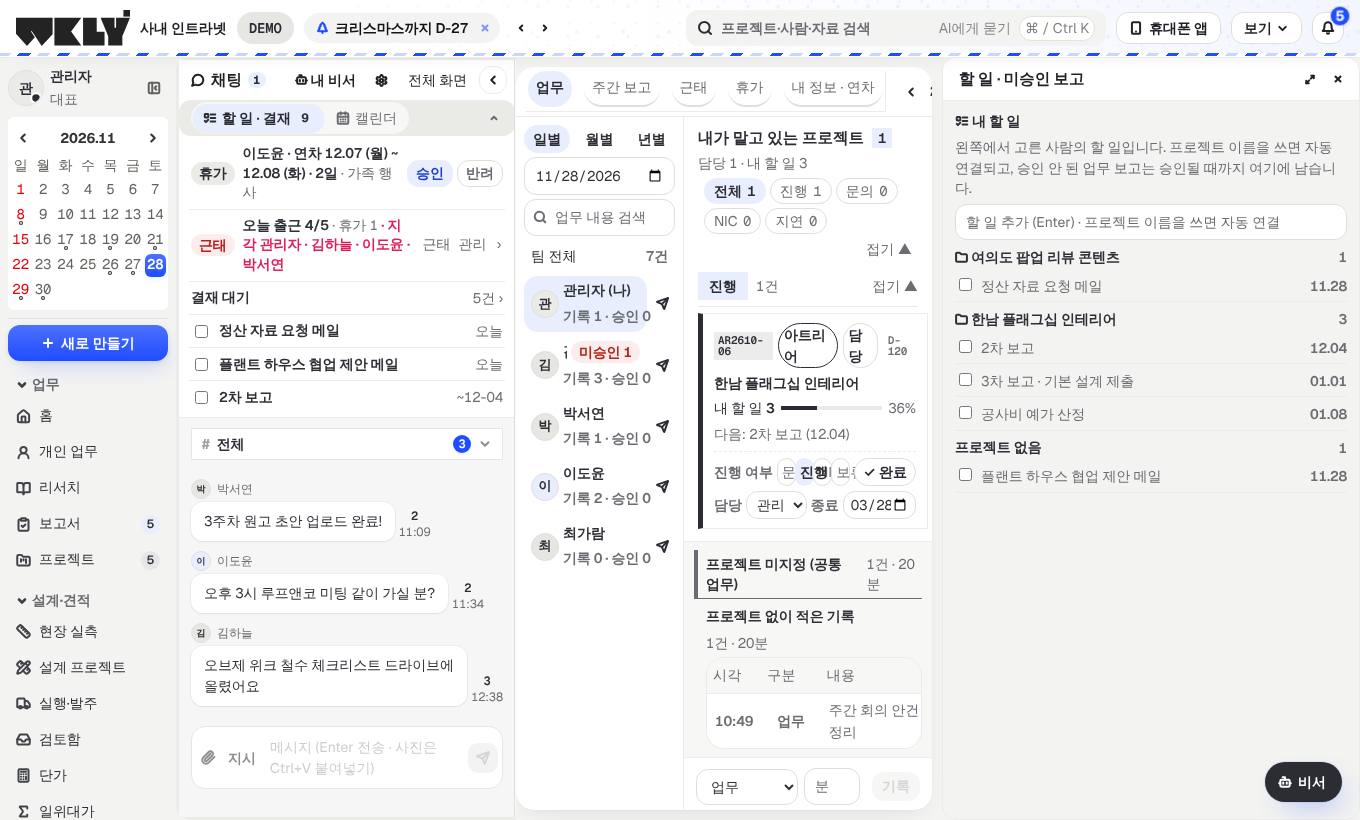 WKLY 사내 인트라넷 DEMO 크리스마스까지 D-27 × ‹ › 프로젝트·사람·자료 검색 AI에게 묻기 ⌘ / Ctrl K 휴대폰 앱 보기 5
관 관리자
대표
2026.11
일 월 화 수 목 금 토
1 2 3 4 5 6 7
8 9 10 11 12 13 14
15 16 17 18 19 20 21
22 23 24 25 26 27 28
29 30
+ 새로 만들기
업무
홈
개인 업무
리서치
보고서 5
프로젝트 5
설계·견적
현장 실측
설계 프로젝트
실행·발주
검토함
단가
일위대가
채팅 1 내 비서 전체 화면
할 일·결재 9 캘린더
휴가 이도윤 · 연차 12.07 (월) ~
12.08 (화) · 2일 · 가족 행
사
승인 반려
근태 오늘 출근 4/5 · 휴가 1 · 지
각 관리자 · 김하늘 · 이도윤 ·
박서연
근태 관리 ›
결재 대기 5건 ›
정산 자료 요청 메일 오늘
플랜트 하우스 협업 제안 메일 오늘
2차 보고 ~12-04
# 전체 3
박 박서연
3주차 원고 초안 업로드 완료!
2
11:09
이 이도윤
오후 3시 루프앤코 미팅 같이 가실 분?
2
11:34
김 김하늘
오브제 위크 철수 체크리스트 드라이브에
올렸어요
3
12:38
지시 메시지 (Enter 전송 · 사진은
Ctrl+V 붙여넣기)
업무 주간 보고 근태 휴가 내 정보 · 연차
일별 월별 년별
11/28/2026
업무 내용 검색
팀 전체 7건
관 관리자 (나)
기록 1 · 승인 0
김 미승인 1
기록 3 · 승인 0
박 박서연
기록 1 · 승인 0
이 이도윤
기록 2 · 승인 0
최 최가람
기록 0 · 승인 0
내가 맡고 있는 프로젝트 1
담당 1 · 내 할 일 3
전체 1 진행 1 문의 0
NIC 0 지연 0
접기 ▲
진행 1건 접기 ▲
AR2610-
06
아트리
어
담
당
D-
120
한남 플래그십 인테리어
내 할 일 3 36%
다음: 2차 보고 (12.04)
진행 여부 문 진행 보 ✓ 완료
담당 관리 종료 03/28
프로젝트 미지정 (공통
업무)
1건 · 20
분
프로젝트 없이 적은 기록
1건 · 20분
시각 구분 내용
10:49 업무 주간 회의 안건
정리
업무 분 기록
할 일 · 미승인 보고 ×
내 할 일
왼쪽에서 고른 사람의 할 일입니다. 프로젝트 이름을 쓰면 자동
연결되고, 승인 안 된 업무 보고는 승인될 때까지 여기에 남습니
다.
할 일 추가 (Enter) · 프로젝트 이름을 쓰면 자동 연결
여의도 팝업 리뷰 콘텐츠 1
정산 자료 요청 메일 11.28
한남 플래그십 인테리어 3
2차 보고 12.04
3차 보고 · 기본 설계 제출 01.01
공사비 예가 산정 01.08
프로젝트 없음 1
플랜트 하우스 협업 제안 메일 11.28
비서